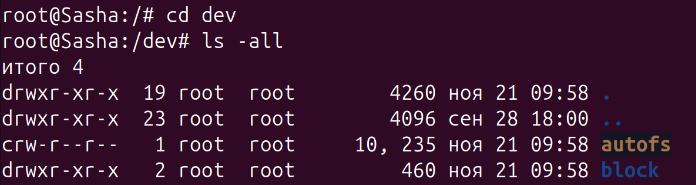 root@Sasha:/# cd dev
root@Sasha:/dev# ls -all
итого 4
drwxr-xr-x 19 root root 4260 ноя 21 09:58 .
drwxr-xr-x 23 root root 4096 сен 28 18:00 ..
crw-r--r-- 1 root root 10, 235 ноя 21 09:58 autofs
drwxr-xr-x 2 root root 460 ноя 21 09:58 block